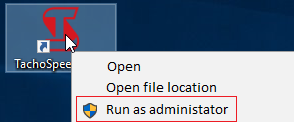 TachoSpee
Open
Open file location
Run as administator